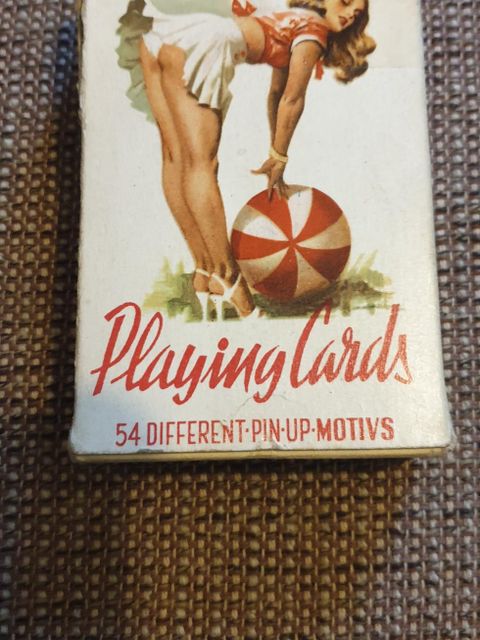 Playing Cards
54 DIFFERENT·PIN·UP·MOTIVS